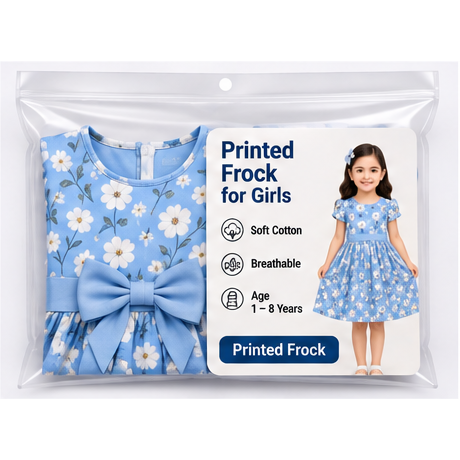 Printed
Frock
for Girls
Soft Cotton
Breathable
Age
1 – 8 Years
Printed Frock